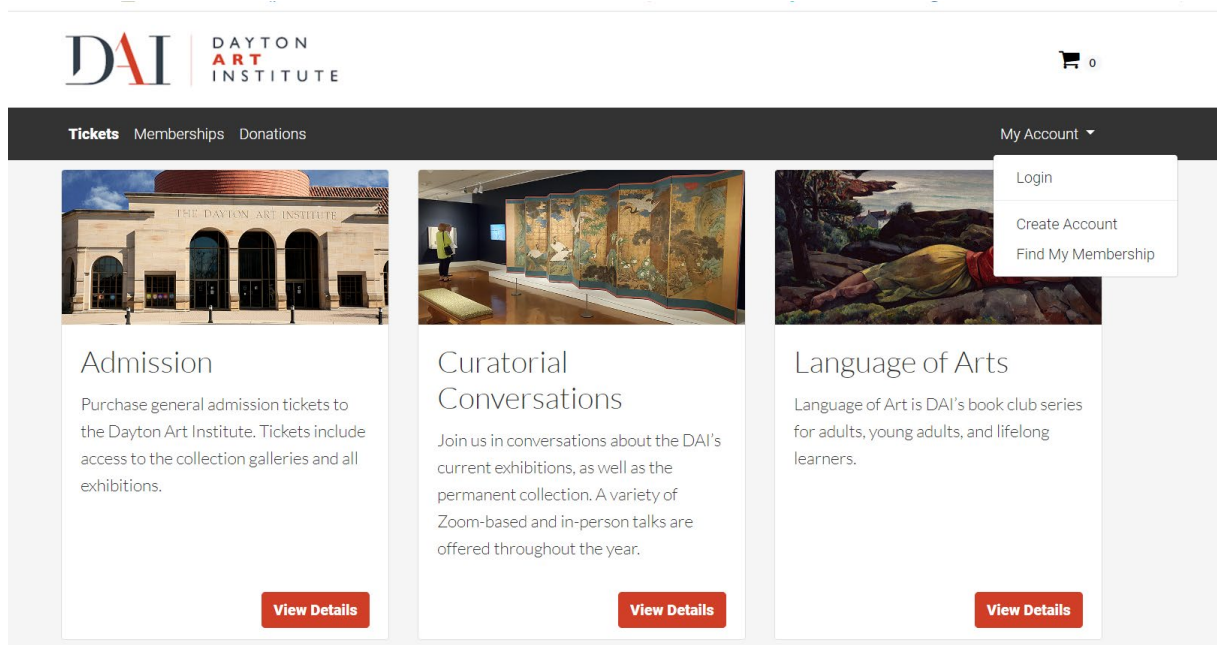 DAI
DAYTON
ART
INSTITUTE
0
Tickets Memberships Donations
My Account
Login
Create Account
Find My Membership
THE DAYTON ART INSTITUTE
Admission
Purchase general admission tickets to
the Dayton Art Institute. Tickets include
access to the collection galleries and all
exhibitions.
View Details
Curatorial
Conversations
Join us in conversations about the DAI's
current exhibitions, as well as the
permanent collection. A variety of
Zoom-based and in-person talks are
offered throughout the year.
View Details
Language of Arts
Language of Art is DAI's book club series
for adults, young adults, and lifelong
learners.
View Details